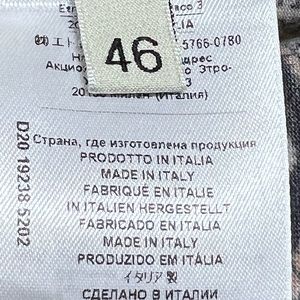 46
5766-0780
(Италия)
Страна, где изготовлена продукция
PRODOTTO IN ITALIA
MADE IN ITALY
FABRIQUÉ EN ITALIE
IN ITALIEN HERGESTELLT
FABRICADO EN ITALIA
MADE IN ITALY
PRODUZIDO EM ITÁLIA
イタリア製
СДЕЛАНО В ИТАЛИИ
D20 19238 5202